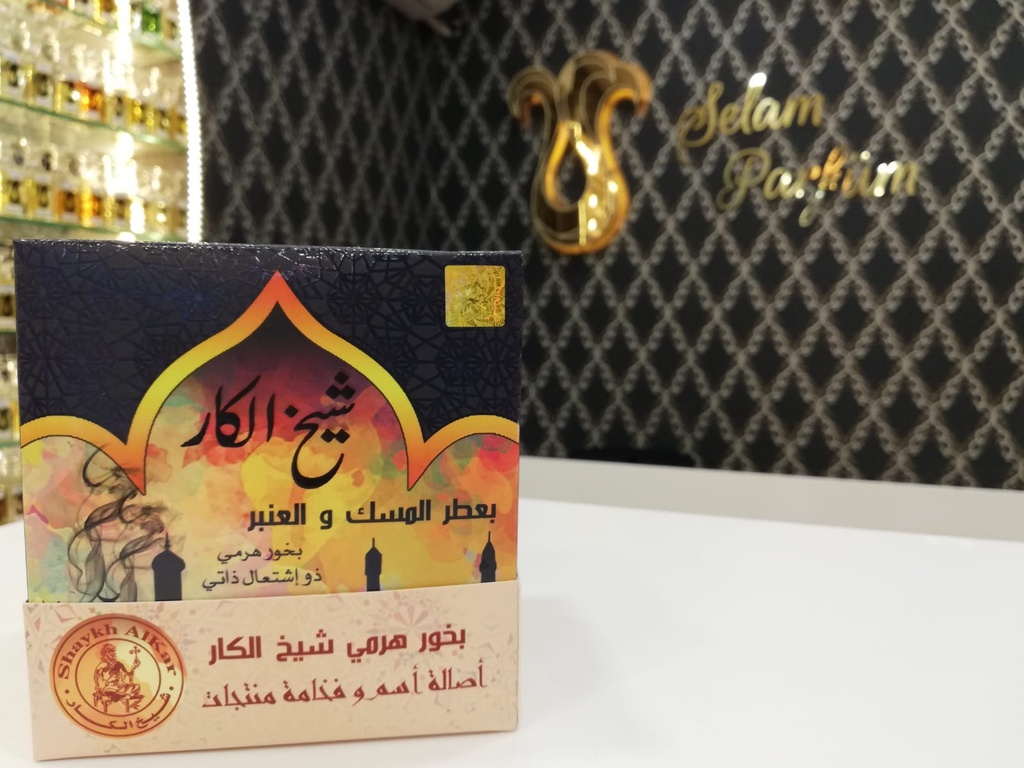 Selam
Parfüm
شيخ الكار
بعطر المسك و العنبر
بخور هرمي
ذو إشتعال ذاتي
بخور هرمي شيخ الكار
أصالة أسم و فخامة منتجات
Shaykh AlKar
شيخ الكار